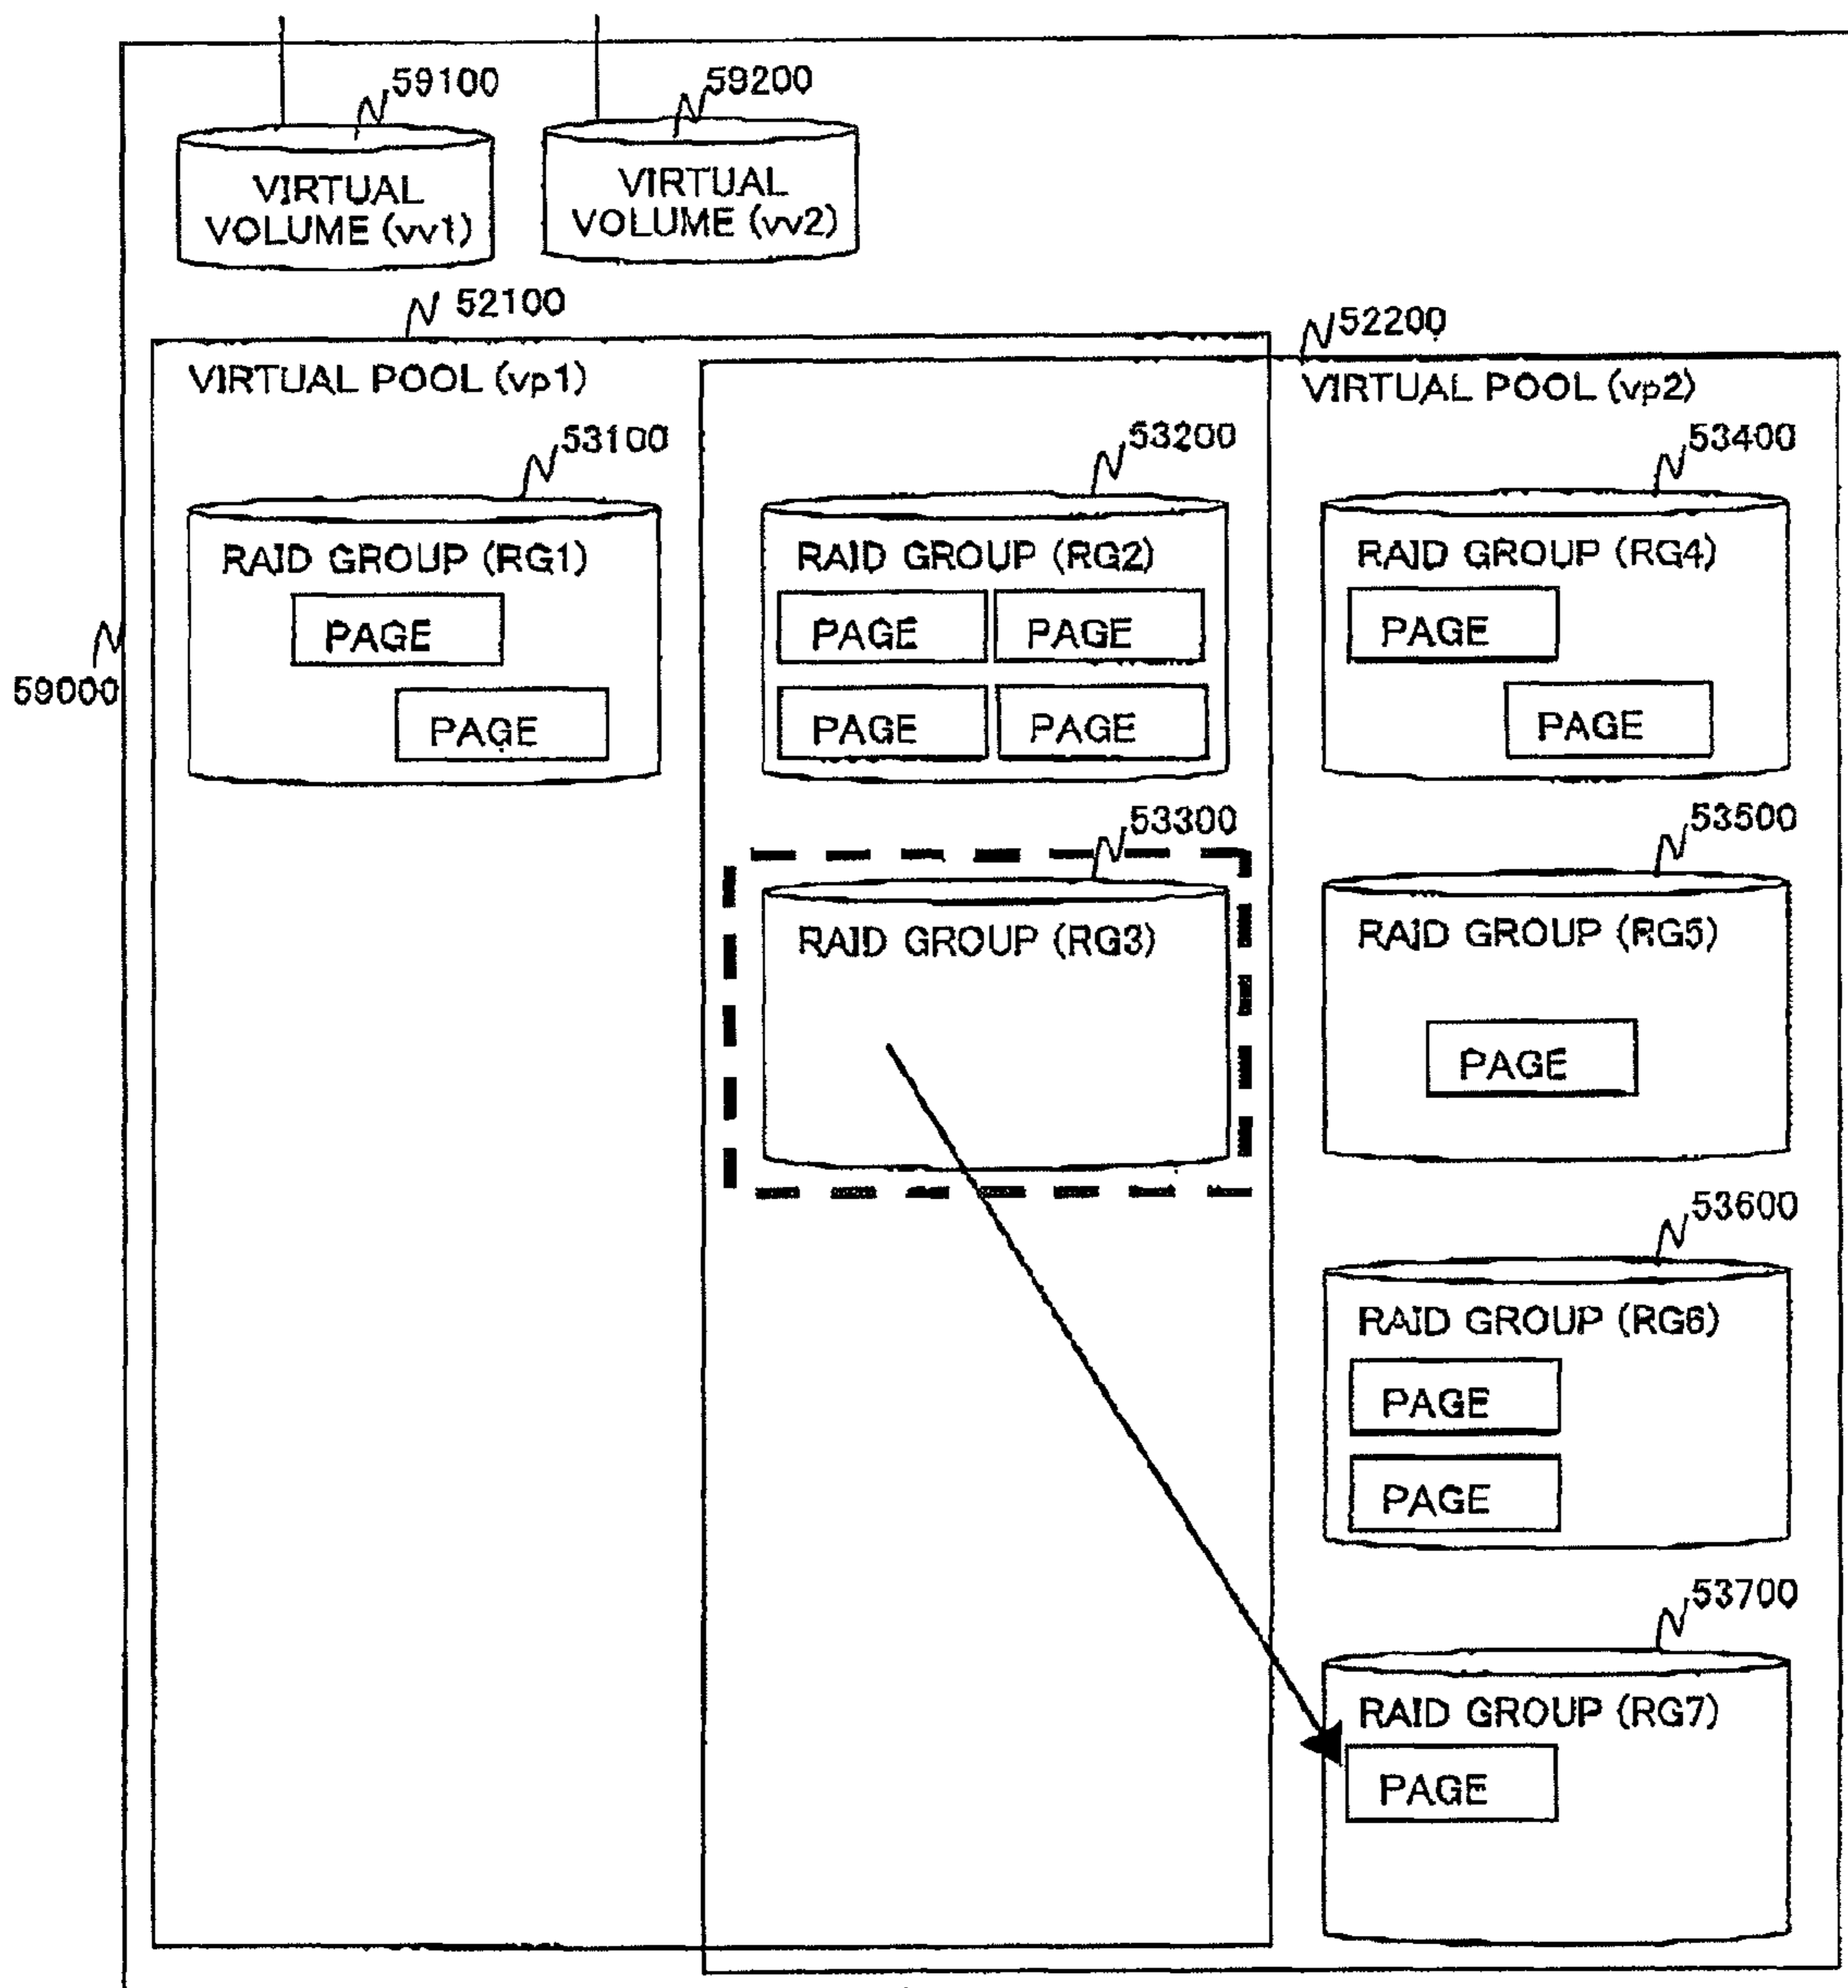 59100
59200
VIRTUAL
VOLUME (vv1)
VIRTUAL
VOLUME (vv2)
52100
52200
VIRTUAL POOL (vp1)
VIRTUAL POOL (vp2)
53100
53200
53400
RAID GROUP (RG1)
PAGE
PAGE
RAID GROUP (RG2)
PAGE PAGE
PAGE PAGE
RAID GROUP (RG4)
PAGE
PAGE
59000
53300
53500
RAID GROUP (RG3)
RAID GROUP (RG5)
PAGE
53600
RAID GROUP (RG6)
PAGE
PAGE
53700
RAID GROUP (RG7)
PAGE